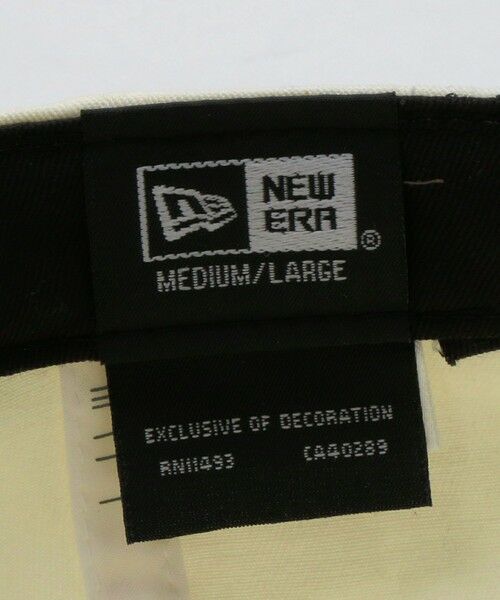 NEW
ERA
®
MEDIUM/LARGE
EXCLUSIVE OF DECORATION
RN11493 CA40289